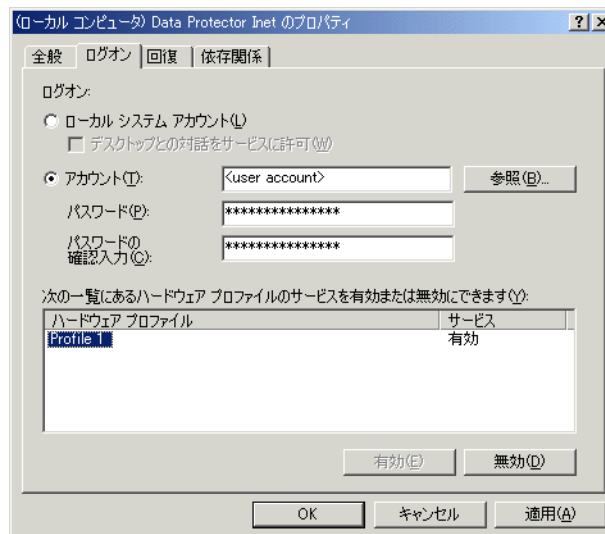 (ローカル コンピュータ) Data Protector Inet のプロパティ
全般 ログオン 回復 依存関係
ログオン:
ローカル システム アカウント(L)
デスクトップとの対話をサービスに許可(W)
アカウント(T): <user account> 参照(B)...
パスワード(P): ***************
パスワードの
確認入力(C): ***************
次の一覧にあるハードウェア プロファイルのサービスを有効または無効にできます(Y):
ハードウェア プロファイル サービス
Profile 1 有効
有効(E) 無効(D)
OK キャンセル 適用(A)